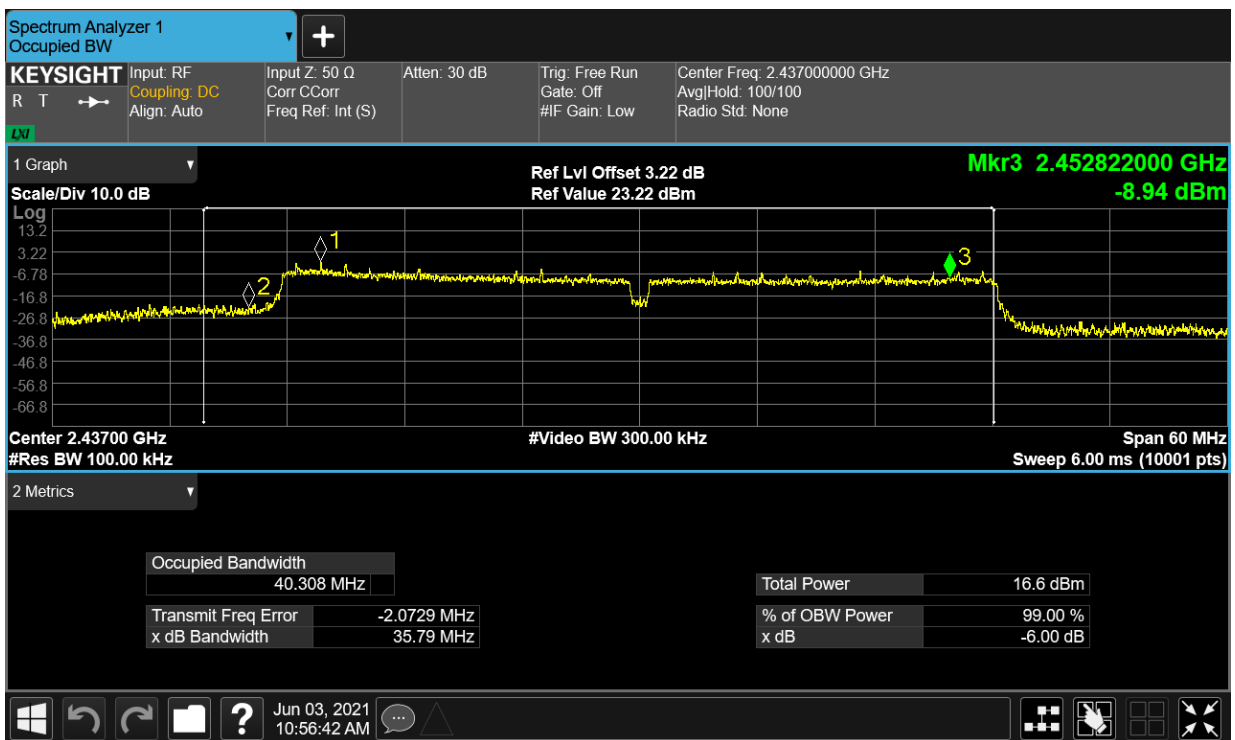 Spectrum Analyzer 1
Occupied BW
+
KEYSIGHT
R T
LXI
Input: RF
Coupling: DC
Align: Auto
Input Z: 50 Ω
Corr CCorr
Freq Ref: Int (S)
Atten: 30 dB
Trig: Free Run
Gate: Off
#IF Gain: Low
Center Freq: 2.437000000 GHz
Avg|Hold: 100/100
Radio Std: None
1 Graph
Scale/Div 10.0 dB
Ref Lvl Offset 3.22 dB
Ref Value 23.22 dBm
Mkr3 2.452822000 GHz
-8.94 dBm
Log
13.2
3.22
-6.78
-16.8
-26.8
-36.8
-46.8
-56.8
-66.8
1
2
3
Center 2.43700 GHz
#Video BW 300.00 kHz
Span 60 MHz
#Res BW 100.00 kHz
Sweep 6.00 ms (10001 pts)
2 Metrics
Occupied Bandwidth
40.308 MHz
Transmit Freq Error -2.0729 MHz
x dB Bandwidth 35.79 MHz
Total Power 16.6 dBm
% of OBW Power 99.00 %
x dB -6.00 dB
?
Jun 03, 2021
10:56:42 AM